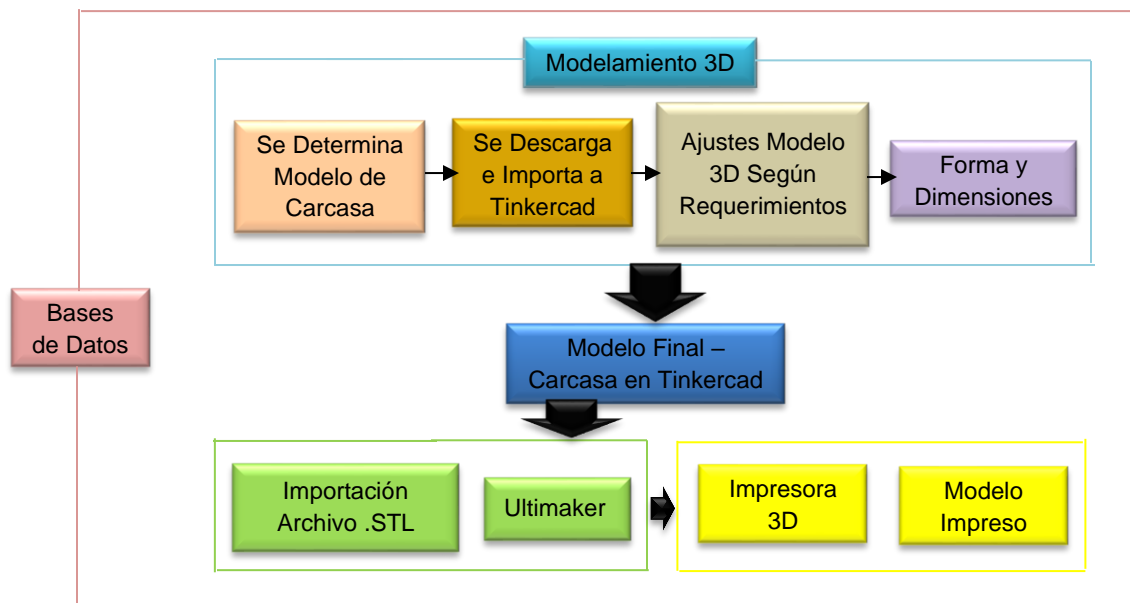 Modelamiento 3D
Se Determina
Modelo de
Carcasa
Se Descarga
e Importa a
Tinkercad
Ajustes Modelo
3D Según
Requerimientos
Forma y
Dimensiones
Bases
de Datos
Modelo Final –
Carcasa en Tinkercad
Importación
Archivo .STL
Ultimaker
Impresora
3D
Modelo
Impreso